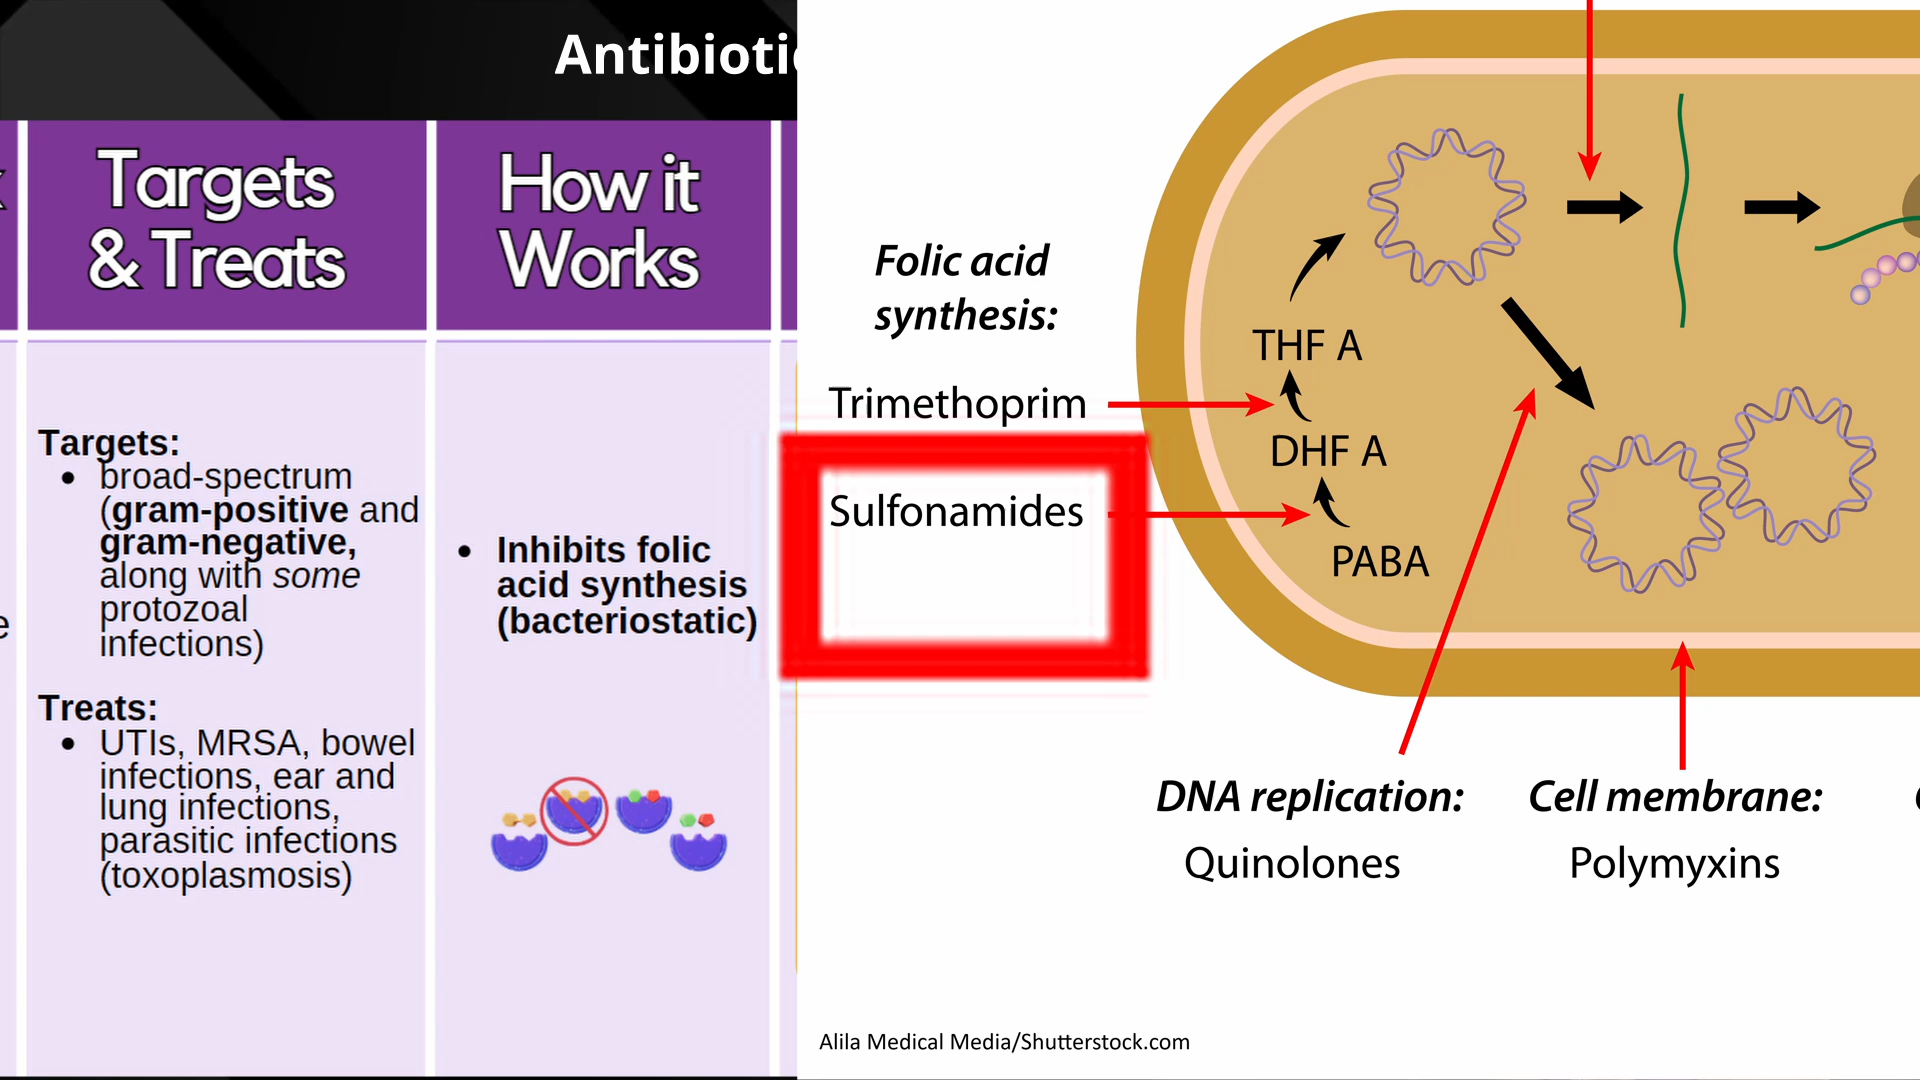 Antibioti
Targets
& Treats
How it
Works
Targets:
• broad-spectrum
(gram-positive and
gram-negative,
along with some
protozoal
infections)
Treats:
• UTIs, MRSA, bowel
infections, ear and
lung infections,
parasitic infections
(toxoplasmosis)
• Inhibits folic
acid synthesis
(bacteriostatic)
Folic acid
synthesis:
Trimethoprim
Sulfonamides
THF A
DHF A
PABA
DNA replication:
Quinolones
Cell membrane:
Polymyxins
Alila Medical Media/Shutterstock.com